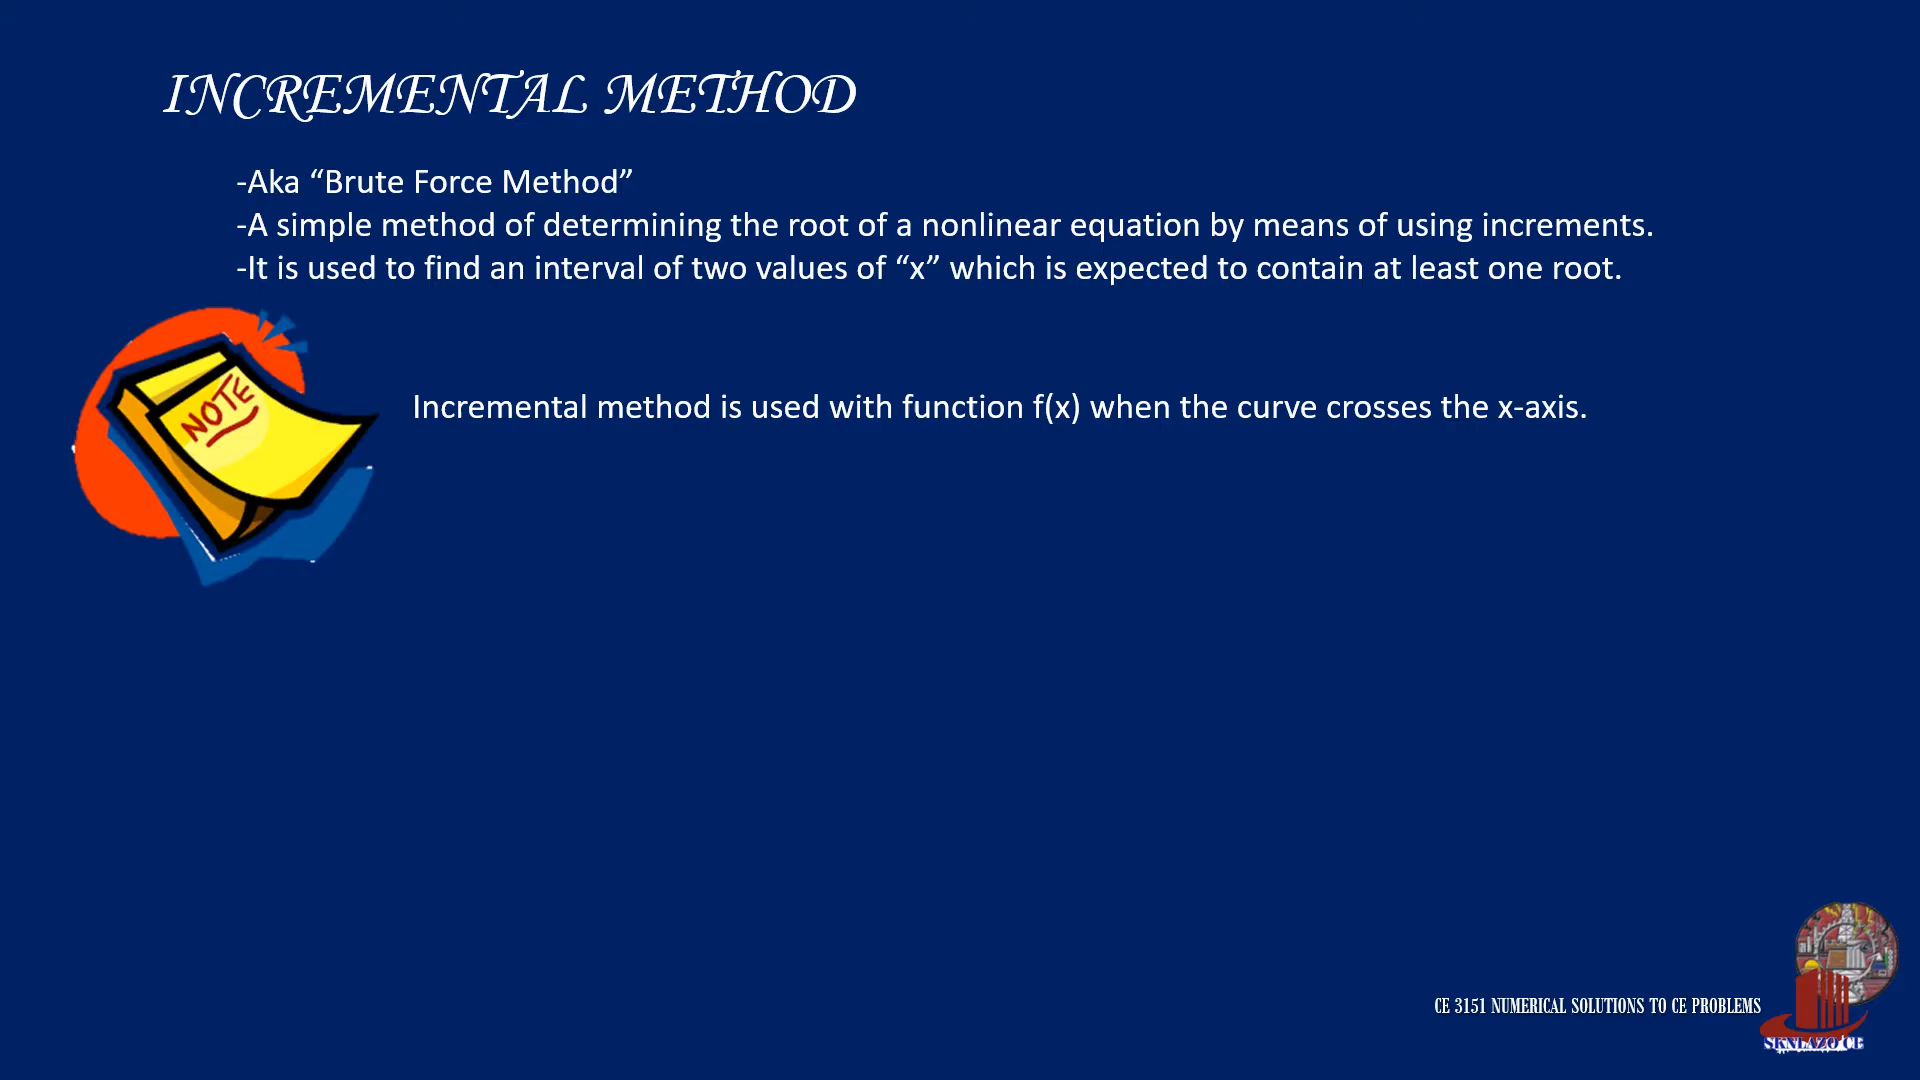 INCREMENTAL METHOD
-Aka “Brute Force Method”
-A simple method of determining the root of a nonlinear equation by means of using increments.
-It is used to find an interval of two values of “x” which is expected to contain at least one root.
NOTE
Incremental method is used with function f(x) when the curve crosses the x-axis.
CE 3151 NUMERICAL SOLUTIONS TO CE PROBLEMS
SKNLAZO CE